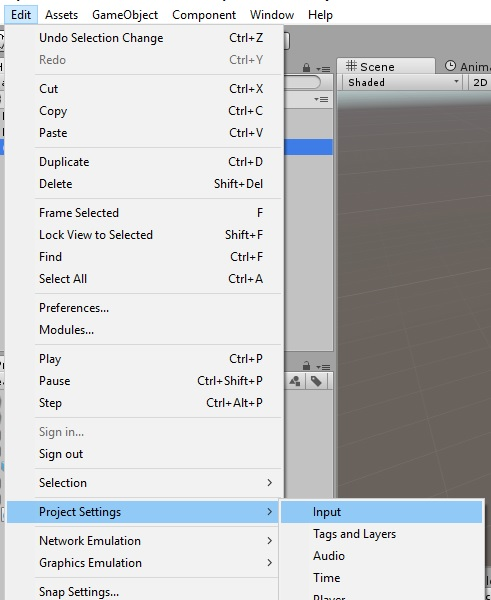 Edit Assets GameObject Component Window Help
Undo Selection Change Ctrl+Z
Redo Ctrl+Y
Cut Ctrl+X
Copy Ctrl+C
Paste Ctrl+V
Duplicate Ctrl+D
Delete Shift+Del
Frame Selected F
Lock View to Selected Shift+F
Find Ctrl+F
Select All Ctrl+A
Preferences...
Modules...
Play Ctrl+P
Pause Ctrl+Shift+P
Step Ctrl+Alt+P
Sign in...
Sign out
Selection
Project Settings
Network Emulation
Graphics Emulation
Snap Settings...
Input
Tags and Layers
Audio
Time
Player
Scene Anima
Shaded 2D